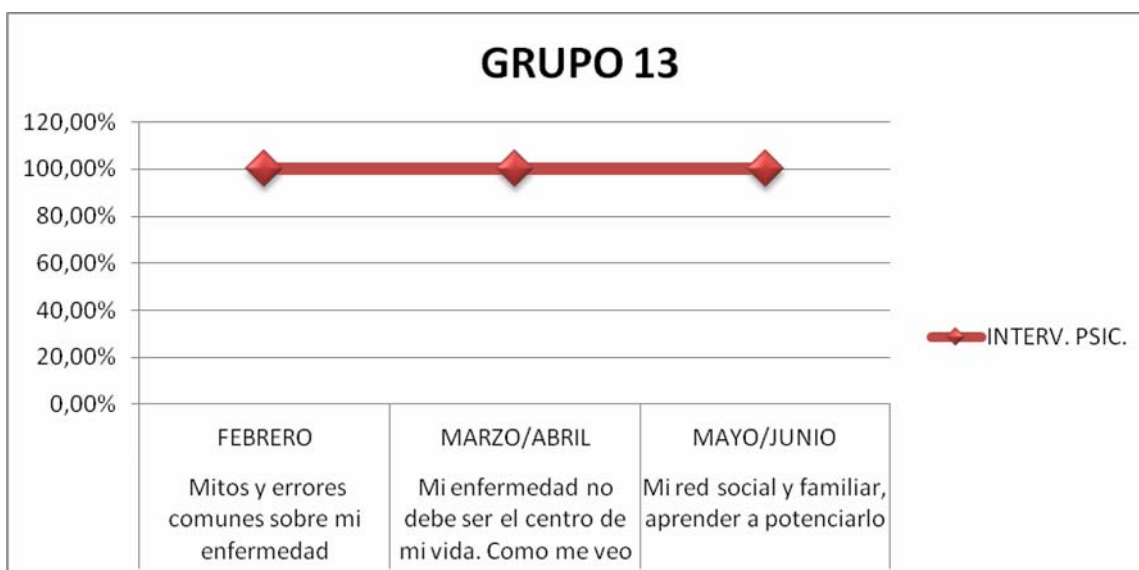 GRUPO 13
120,00%
100,00%
80,00%
60,00%
40,00%
20,00%
0,00%
INTERV. PSIC.
FEBRERO
MARZO/ABRIL
MAYO/JUNIO
Mitos y errores
comunes sobre mi
enfermedad
Mi enfermedad no
debe ser el centro de
mi vida. Como me veo
Mi red social y familiar,
aprender a potenciarlo